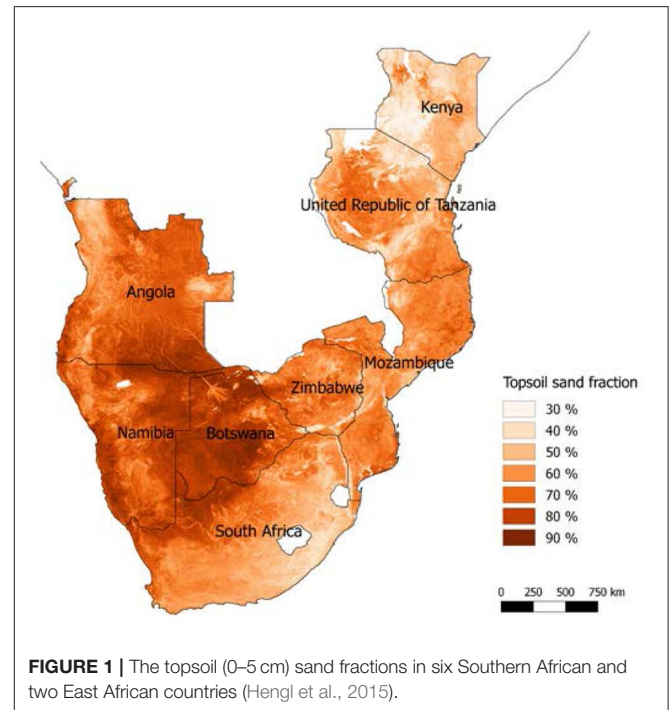 Kenya
United Republic of Tanzania
Angola
Mozambique
Zimbabwe
Namibia
Botswana
South Africa
Topsoil sand fraction
30 %
40 %
50 %
60 %
70 %
80 %
90 %
0 250 500 750 km
FIGURE 1 | The topsoil (0–5 cm) sand fractions in six Southern African and
two East African countries (Hengl et al., 2015).